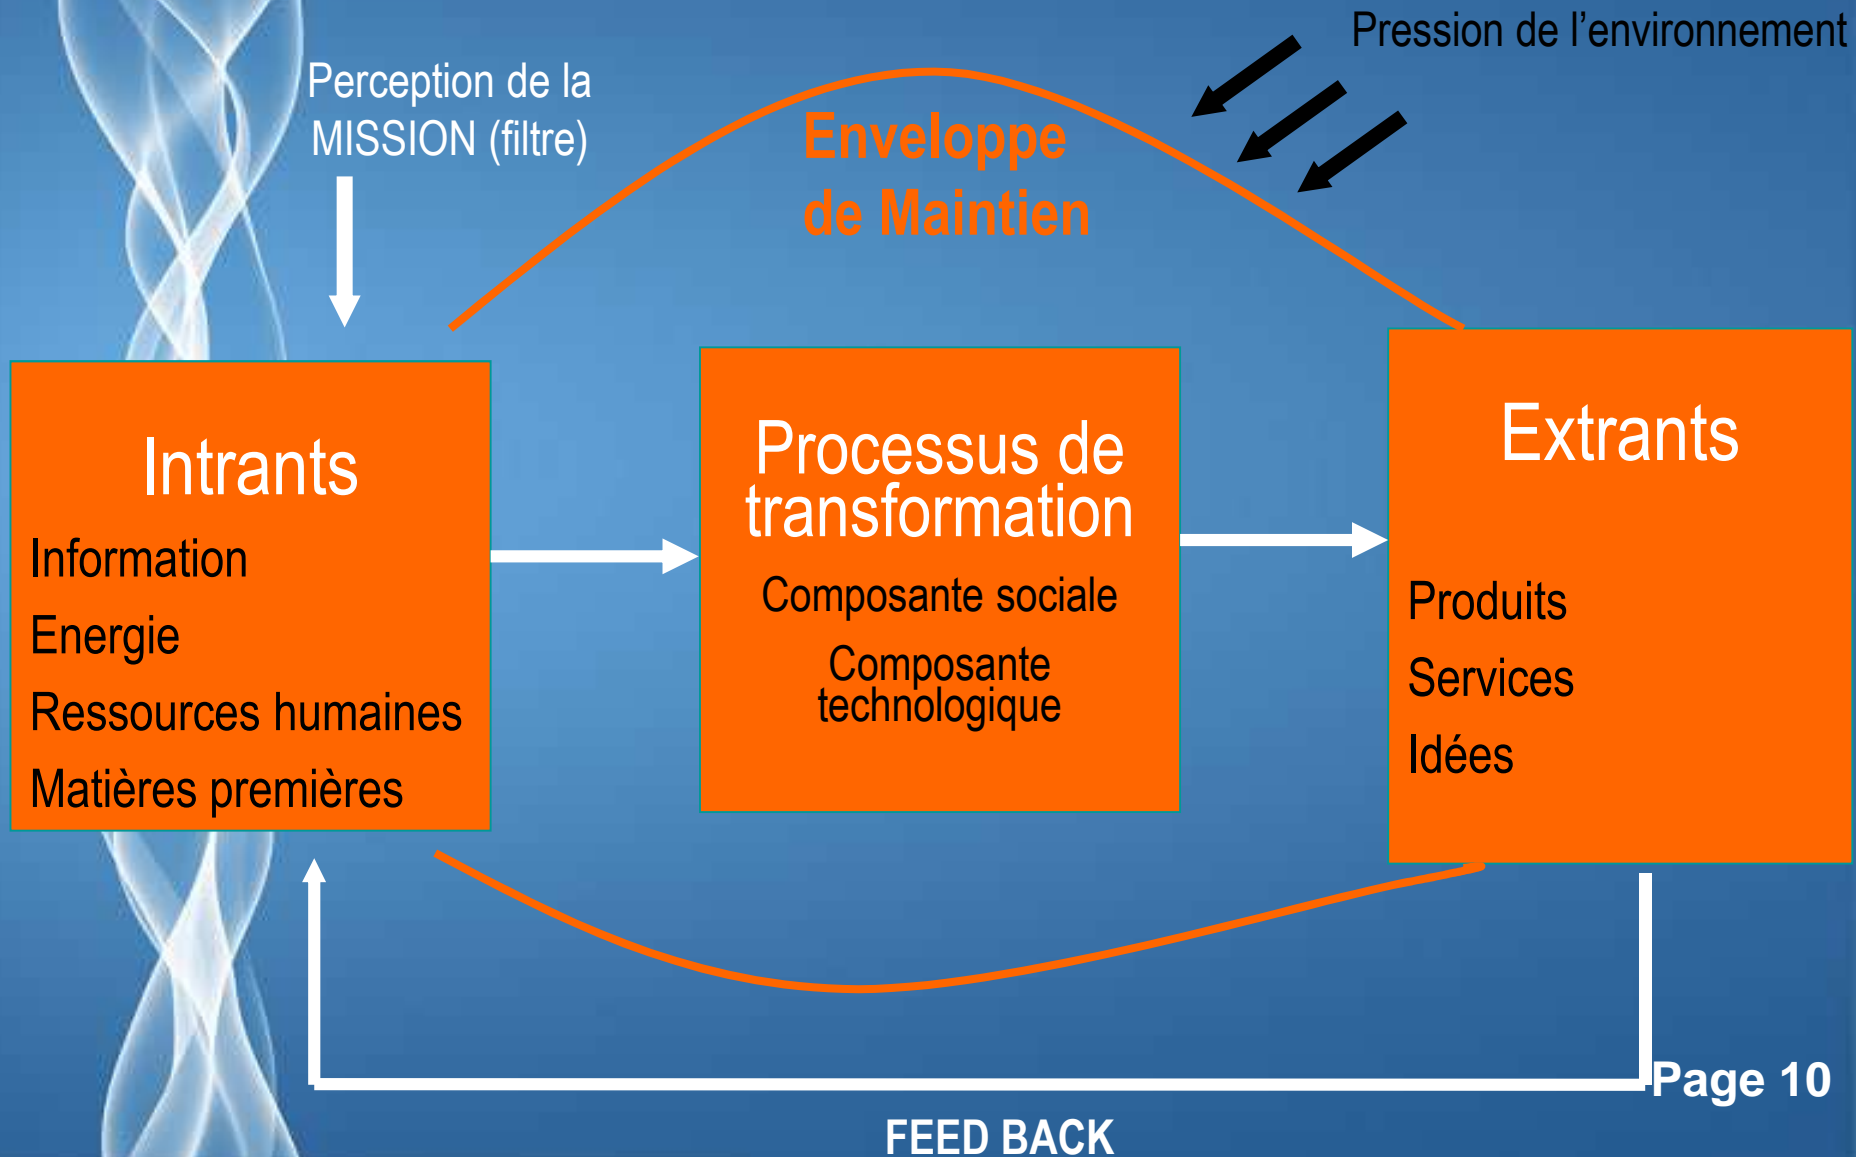 Pression de l’environnement
Perception de la
MISSION (filtre)
Enveloppe
de Maintien
Intrants
Information
Energie
Ressources humaines
Matières premières
Processus de
transformation
Composante sociale
Composante
technologique
Extrants
Produits
Services
Idées
Page 10
FEED BACK